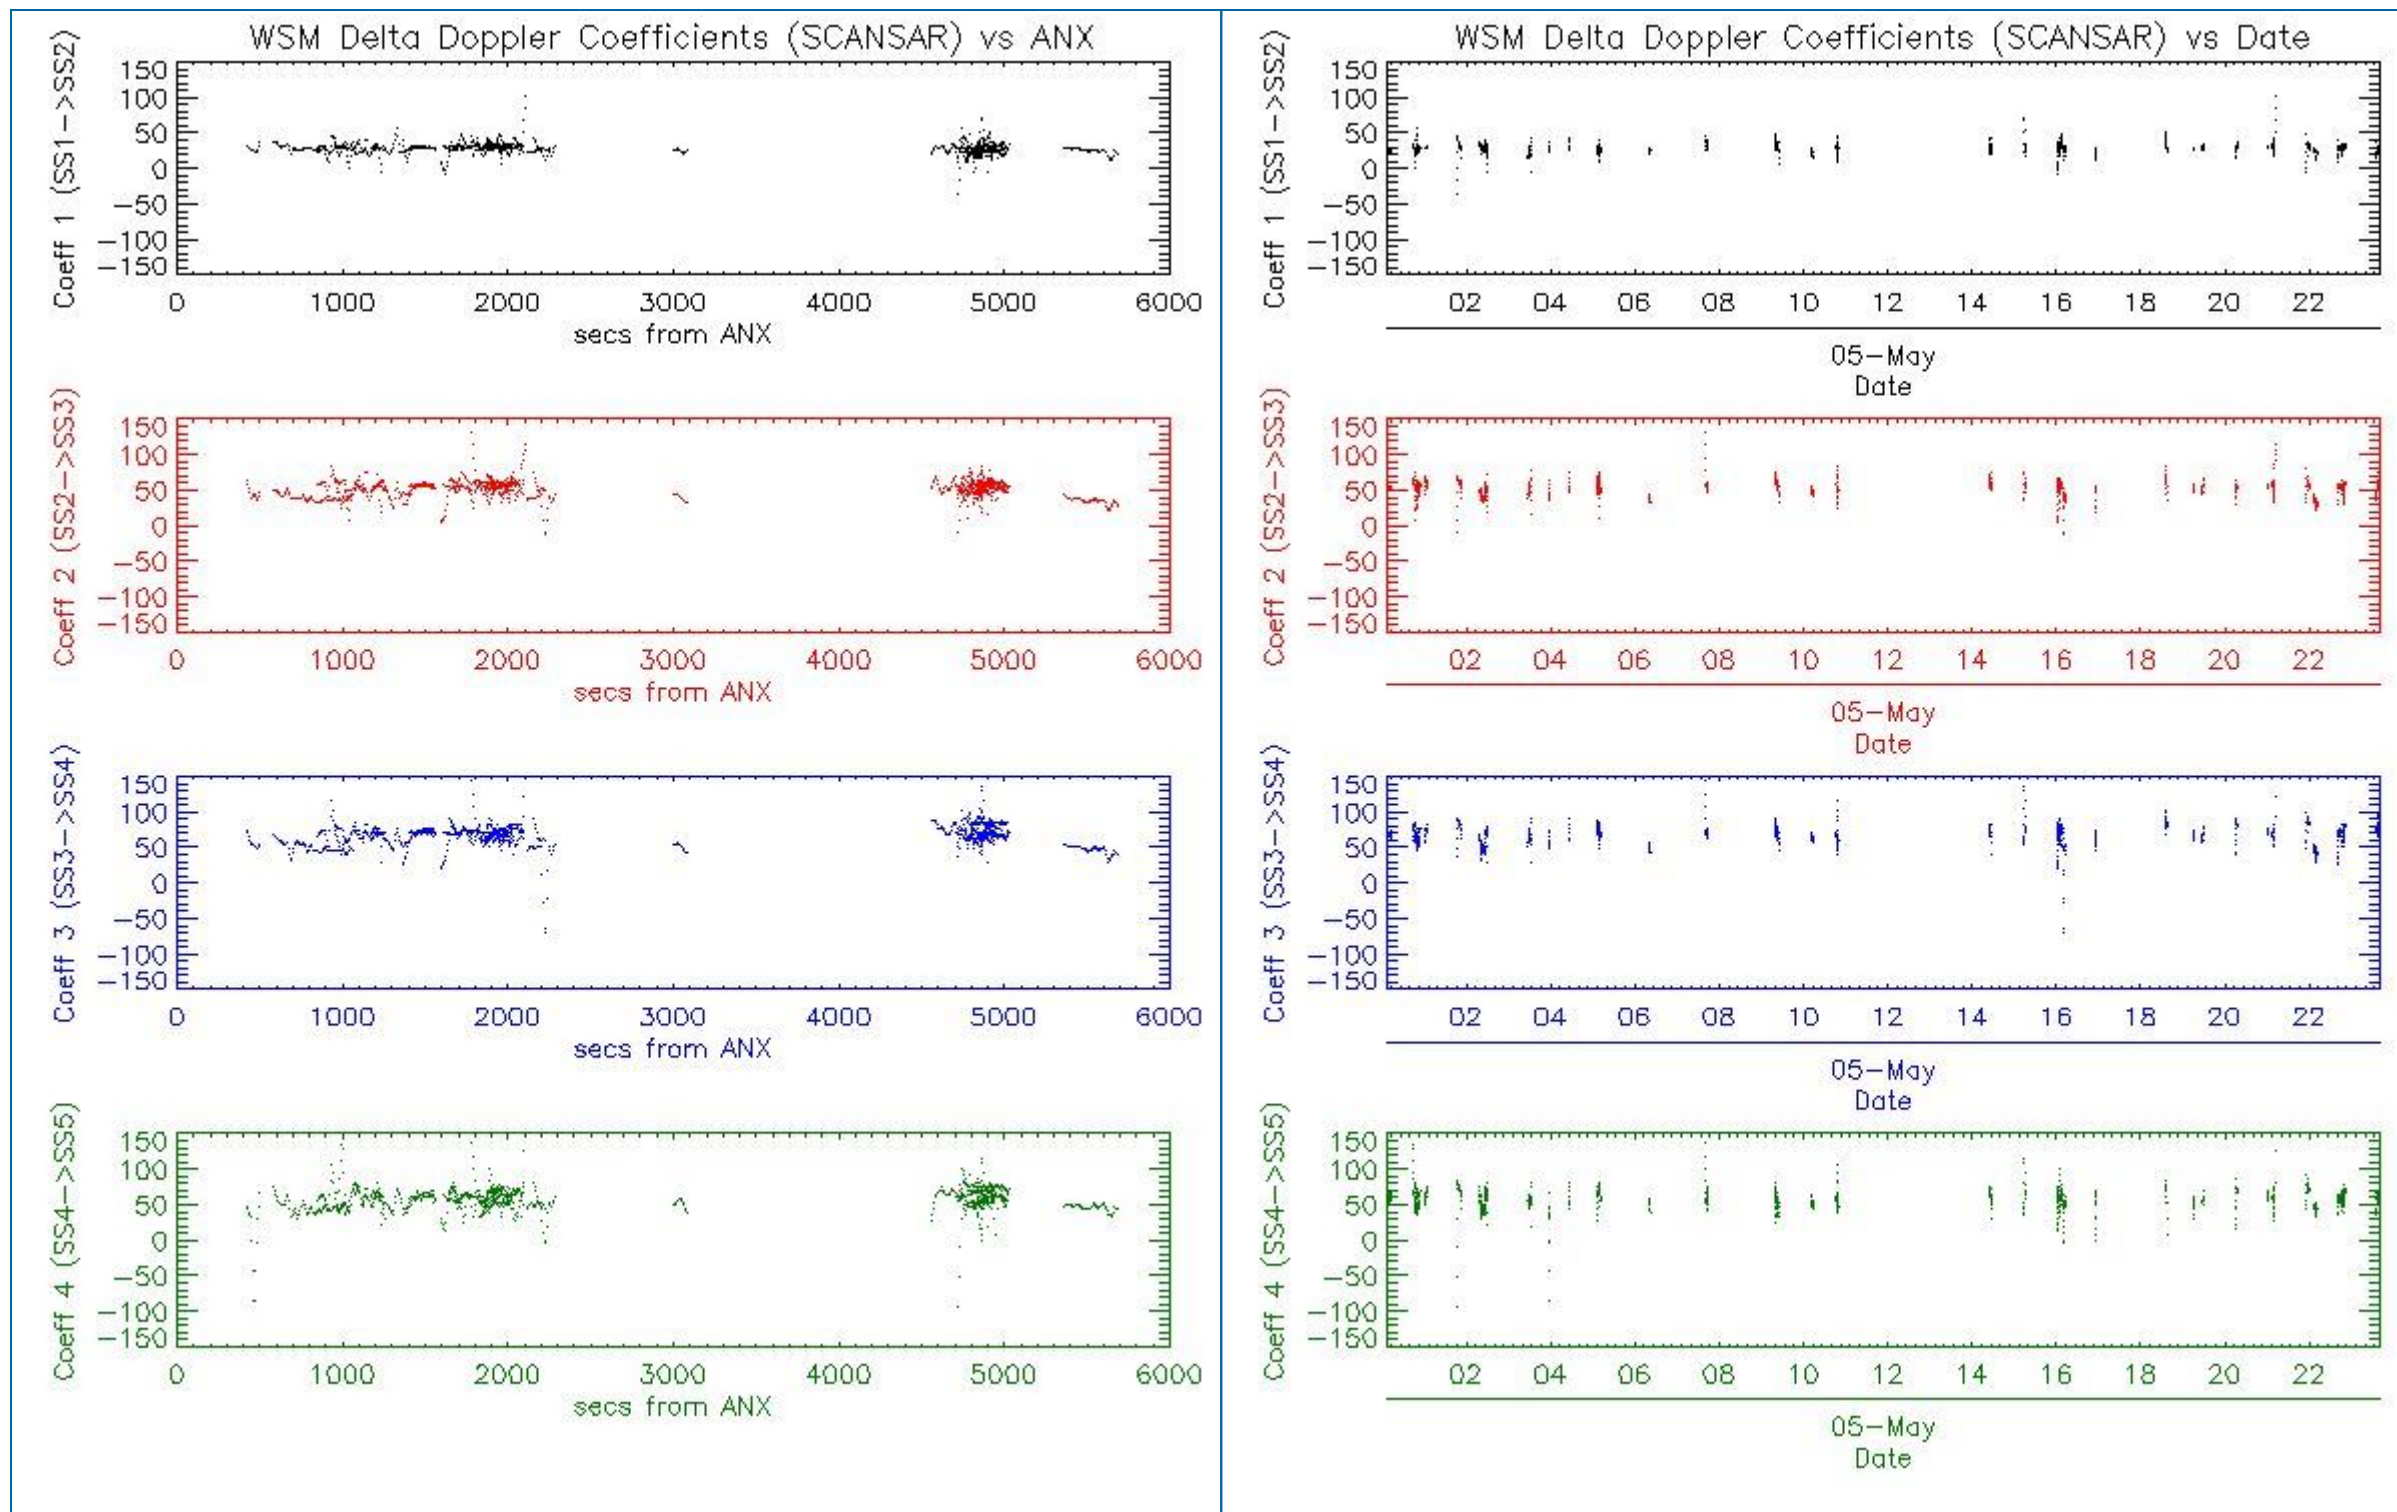 WSM Delta Doppler Coefficients (SCANSAR) vs ANX
Coeff 1 (SS1->SS2)
150
100
50
0
-50
-100
-150
0 1000 2000 3000 4000 5000 6000
secs from ANX
Coeff 2 (SS2->SS3)
150
100
50
0
-50
-100
-150
0 1000 2000 3000 4000 5000 6000
secs from ANX
Coeff 3 (SS3->SS4)
150
100
50
0
-50
-100
-150
0 1000 2000 3000 4000 5000 6000
secs from ANX
Coeff 4 (SS4->SS5)
150
100
50
0
-50
-100
-150
0 1000 2000 3000 4000 5000 6000
secs from ANX
WSM Delta Doppler Coefficients (SCANSAR) vs Date
Coeff 1 (SS1->SS2)
150
100
50
0
-50
-100
-150
02 04 06 08 10 12 14 16 18 20 22
05-May
Date
Coeff 2 (SS2->SS3)
150
100
50
0
-50
-100
-150
02 04 06 08 10 12 14 16 18 20 22
05-May
Date
Coeff 3 (SS3->SS4)
150
100
50
0
-50
-100
-150
02 04 06 08 10 12 14 16 18 20 22
05-May
Date
Coeff 4 (SS4->SS5)
150
100
50
0
-50
-100
-150
02 04 06 08 10 12 14 16 18 20 22
05-May
Date